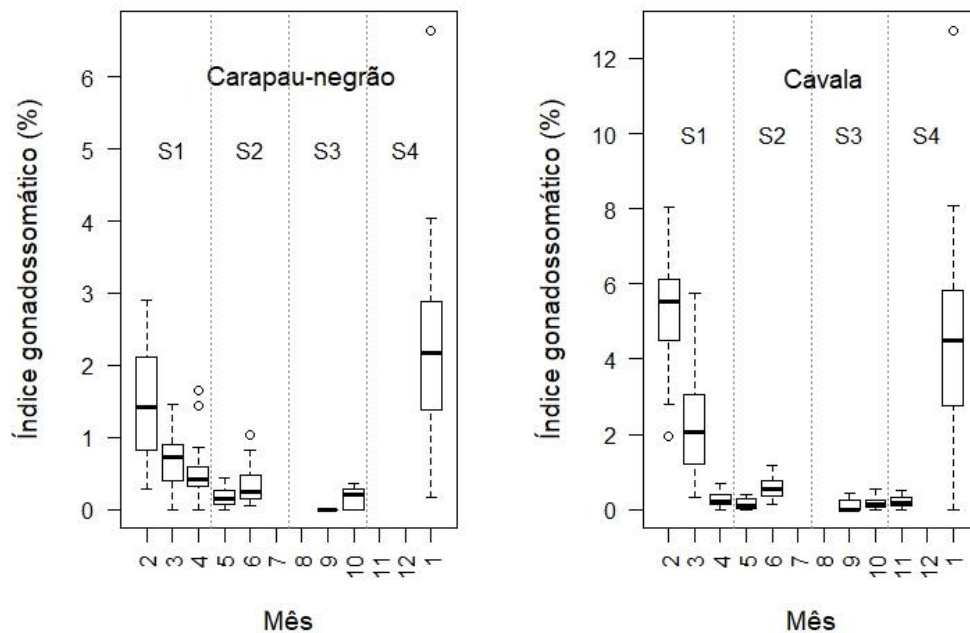 Carapau-negrão
S1 S2 S3 S4
Índice gonadossomático (%)
6
5
4
3
2
1
0
2 3 4 5 6 7 8 9 10 11 12 1
Mês
Cavala
S1 S2 S3 S4
Índice gonadossomático (%)
12
10
8
6
4
2
0
2 3 4 5 6 7 8 9 10 11 12 1
Mês